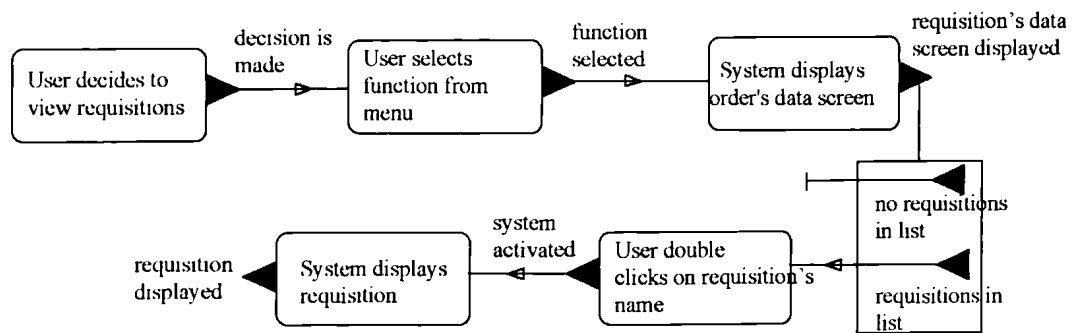 User decides to
view requisitions
decision is
made
User selects
function from
menu
function
selected
System displays
order's data screen
requisition's data
screen displayed
no requisitions
in list
requisitions in
list
User double
clicks on requisition's
name
system
activated
System displays
requisition
requisition
displayed